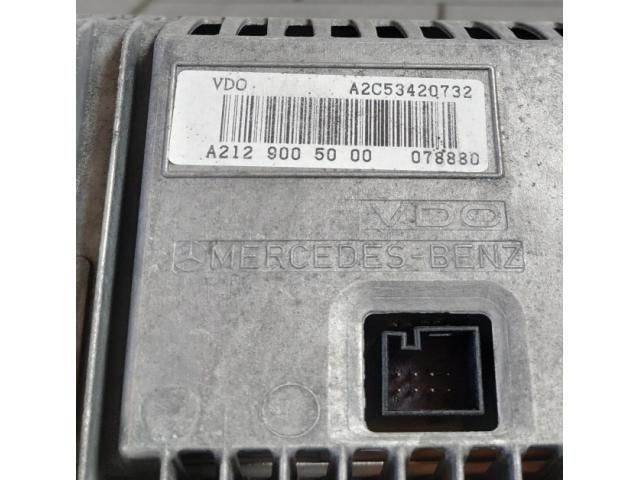 VDO A2C53420732
A212 900 50 00 078880
VDO
MERCEDES-BENZ